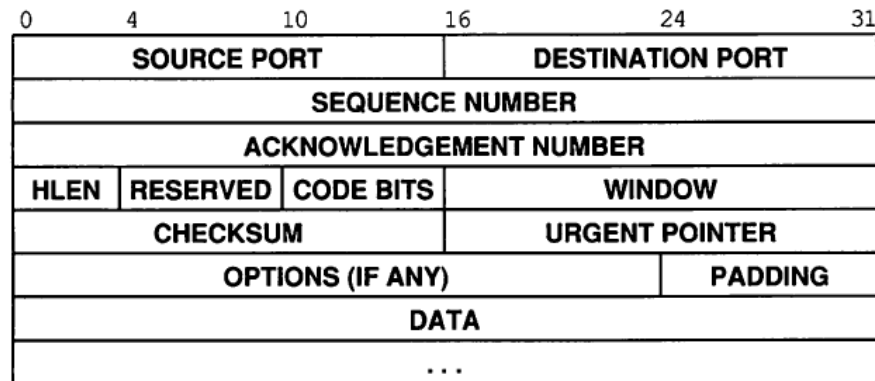 0 4 10 16 24 31
SOURCE PORT DESTINATION PORT
SEQUENCE NUMBER
ACKNOWLEDGEMENT NUMBER
HLEN RESERVED CODE BITS WINDOW
CHECKSUM URGENT POINTER
OPTIONS (IF ANY) PADDING
DATA
...